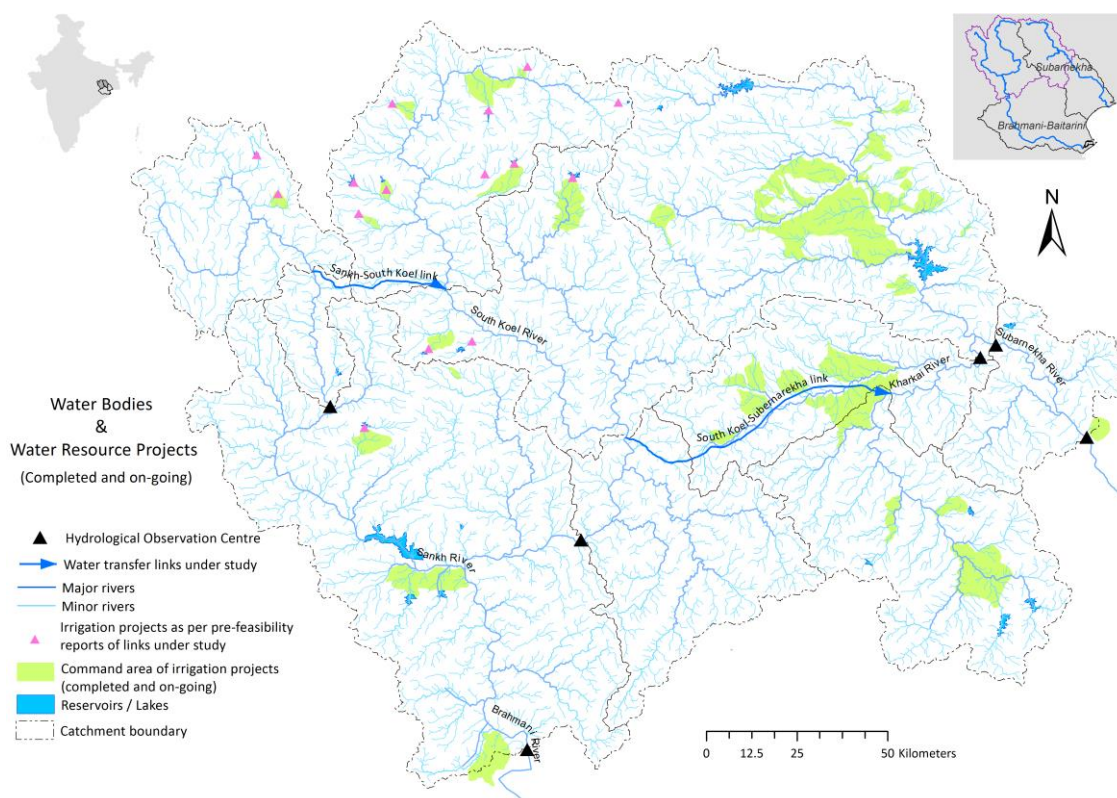 Subarnekha
Brahmani-Baitarini
N
Sankh-South Koel link
South Koel River
Subarnekha River
Kharkai River
South Koel-Subernarekha link
Water Bodies
&
Water Resource Projects
(Completed and on-going)
Sankh River
Brahmani River
Hydrological Observation Centre
Water transfer links under study
Major rivers
Minor rivers
Irrigation projects as per pre-feasibility
reports of links under study
Command area of irrigation projects
(completed and on-going)
Reservoirs / Lakes
Catchment boundary
0 12.5 25 50 Kilometers